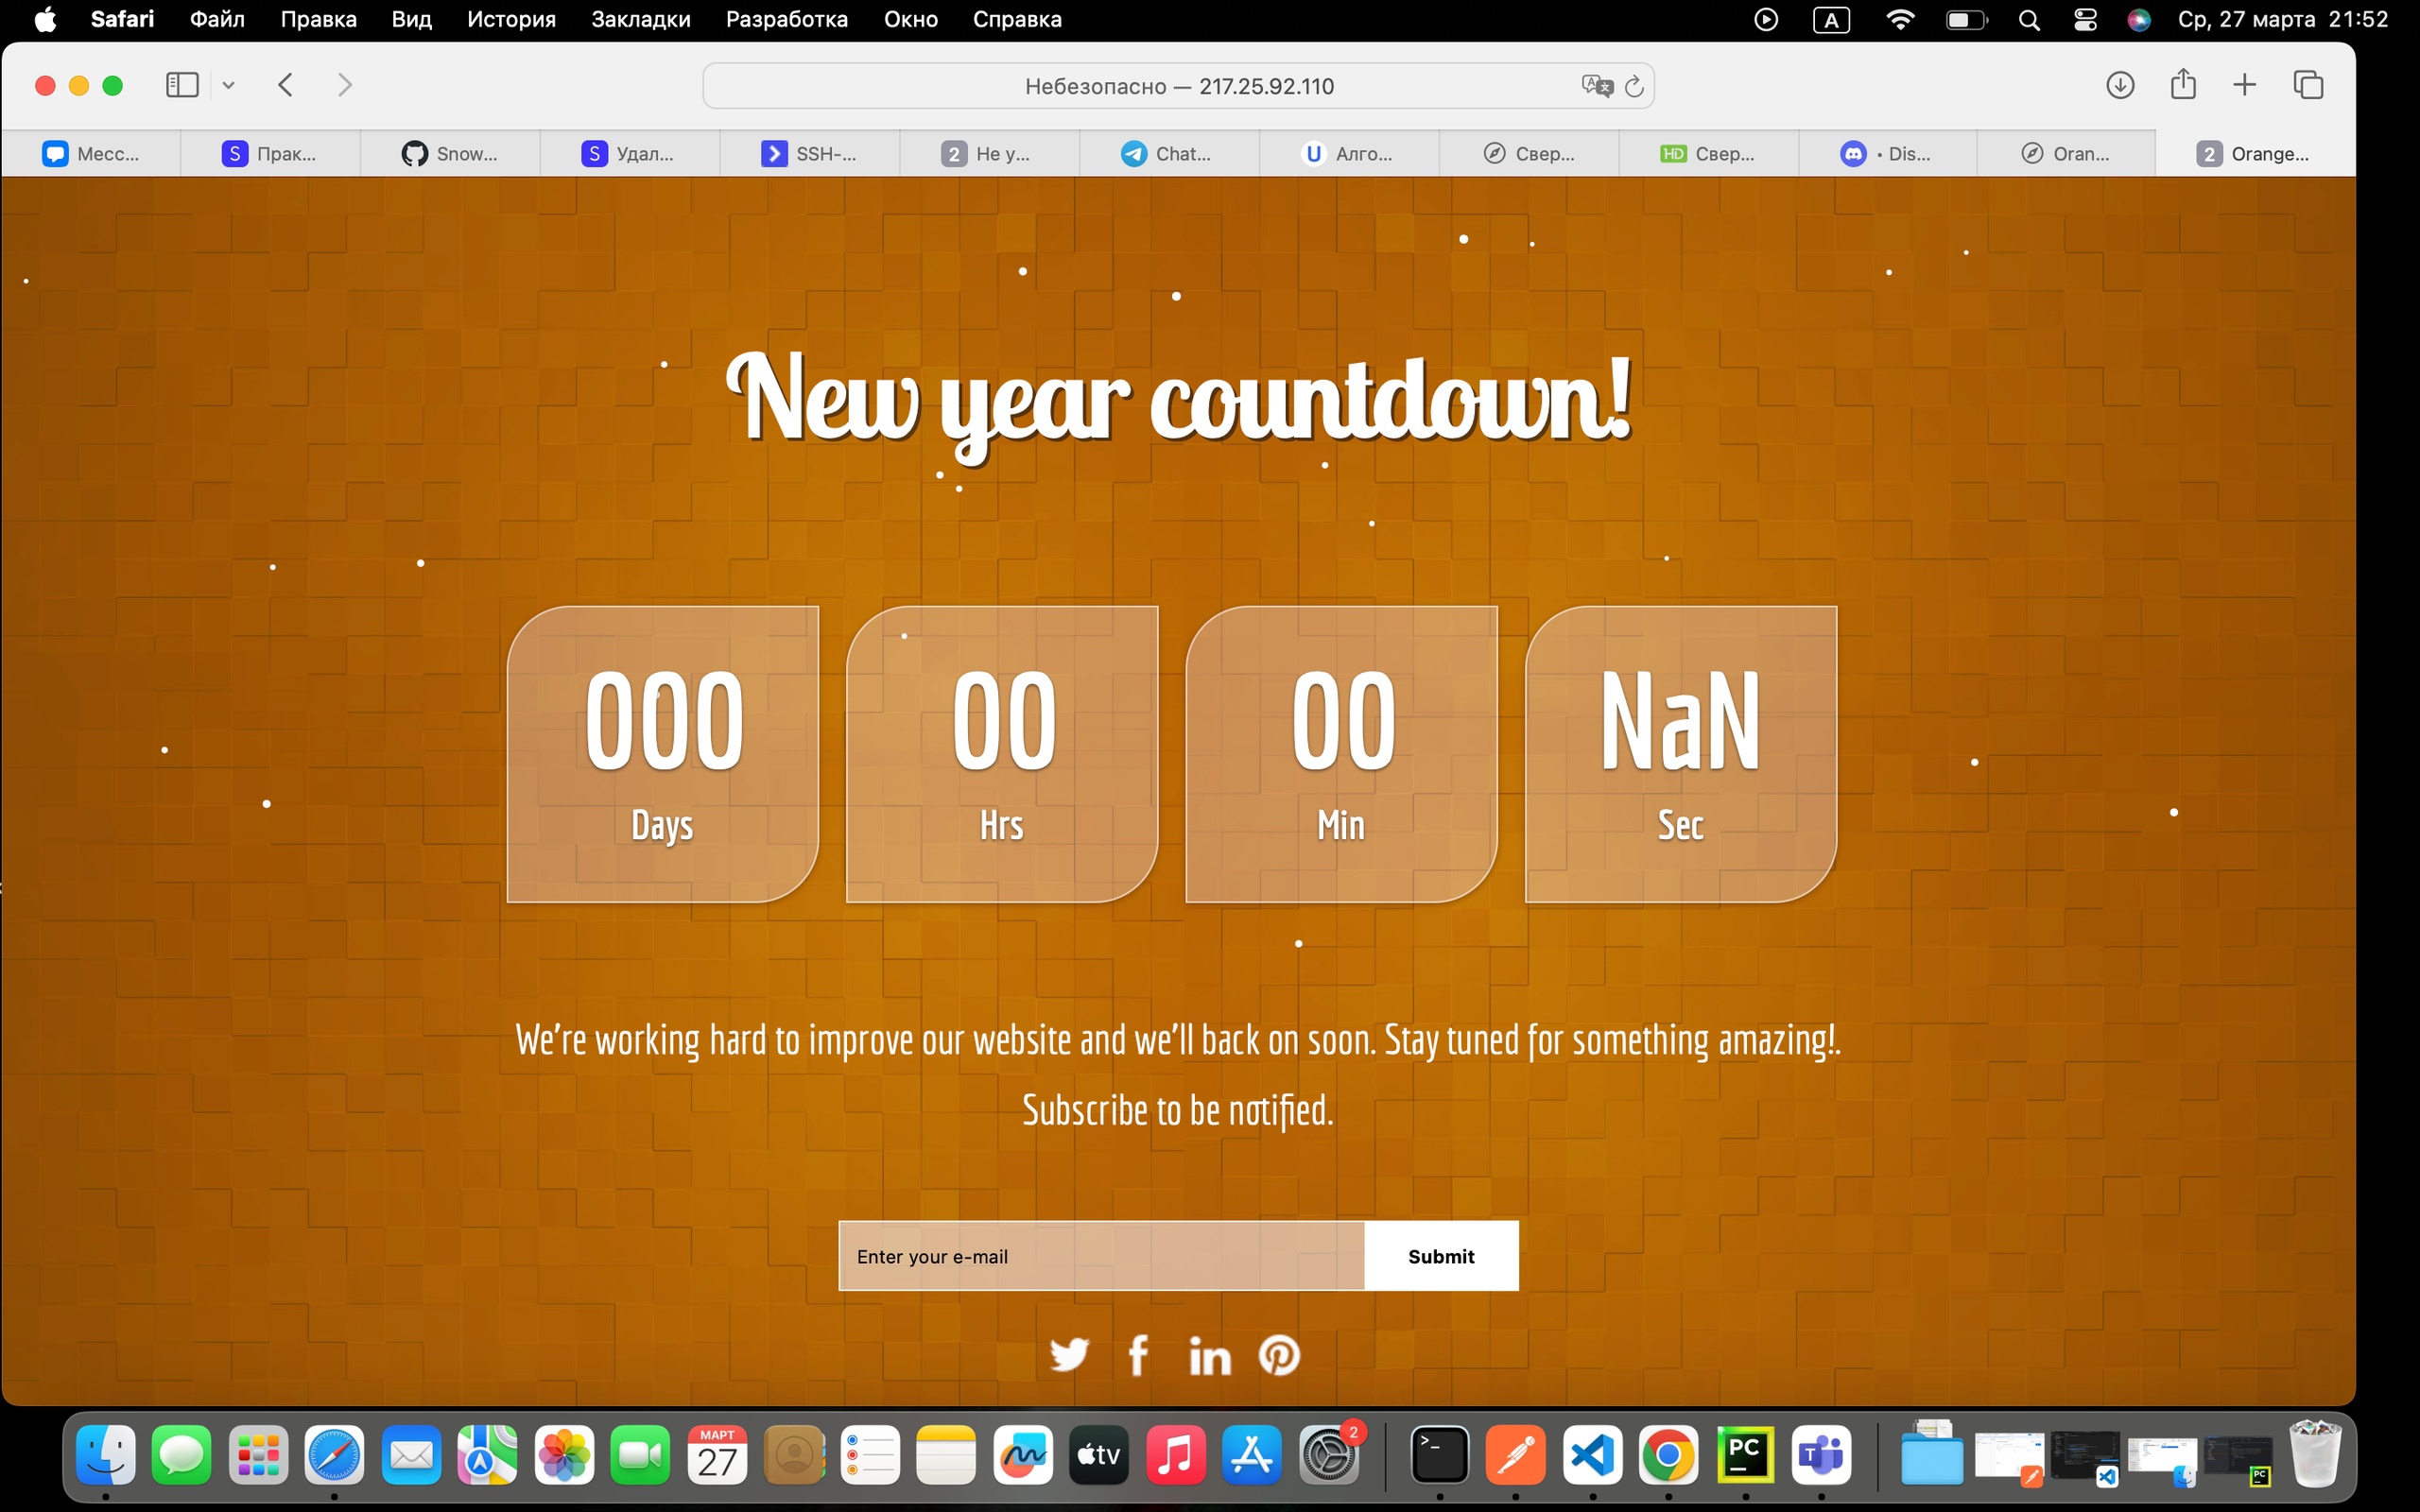 Safari Файл Правка Вид История Закладки Разработка Окно Справка A Ср, 27 марта 21:52
Небезопасно — 217.25.92.110
Месс... S Прак... Snow... S Удал... SSH-... 2 Не у... Chat... U Алго... Свер... HD Свер... • Dis... Oran... 2 Orange...
New year countdown!
000 00 00 NaN
Days Hrs Min Sec
We're working hard to improve our website and we'll back on soon. Stay tuned for something amazing!.
Subscribe to be notified.
Enter your e-mail Submit
МАРТ
27
tv
2
PC